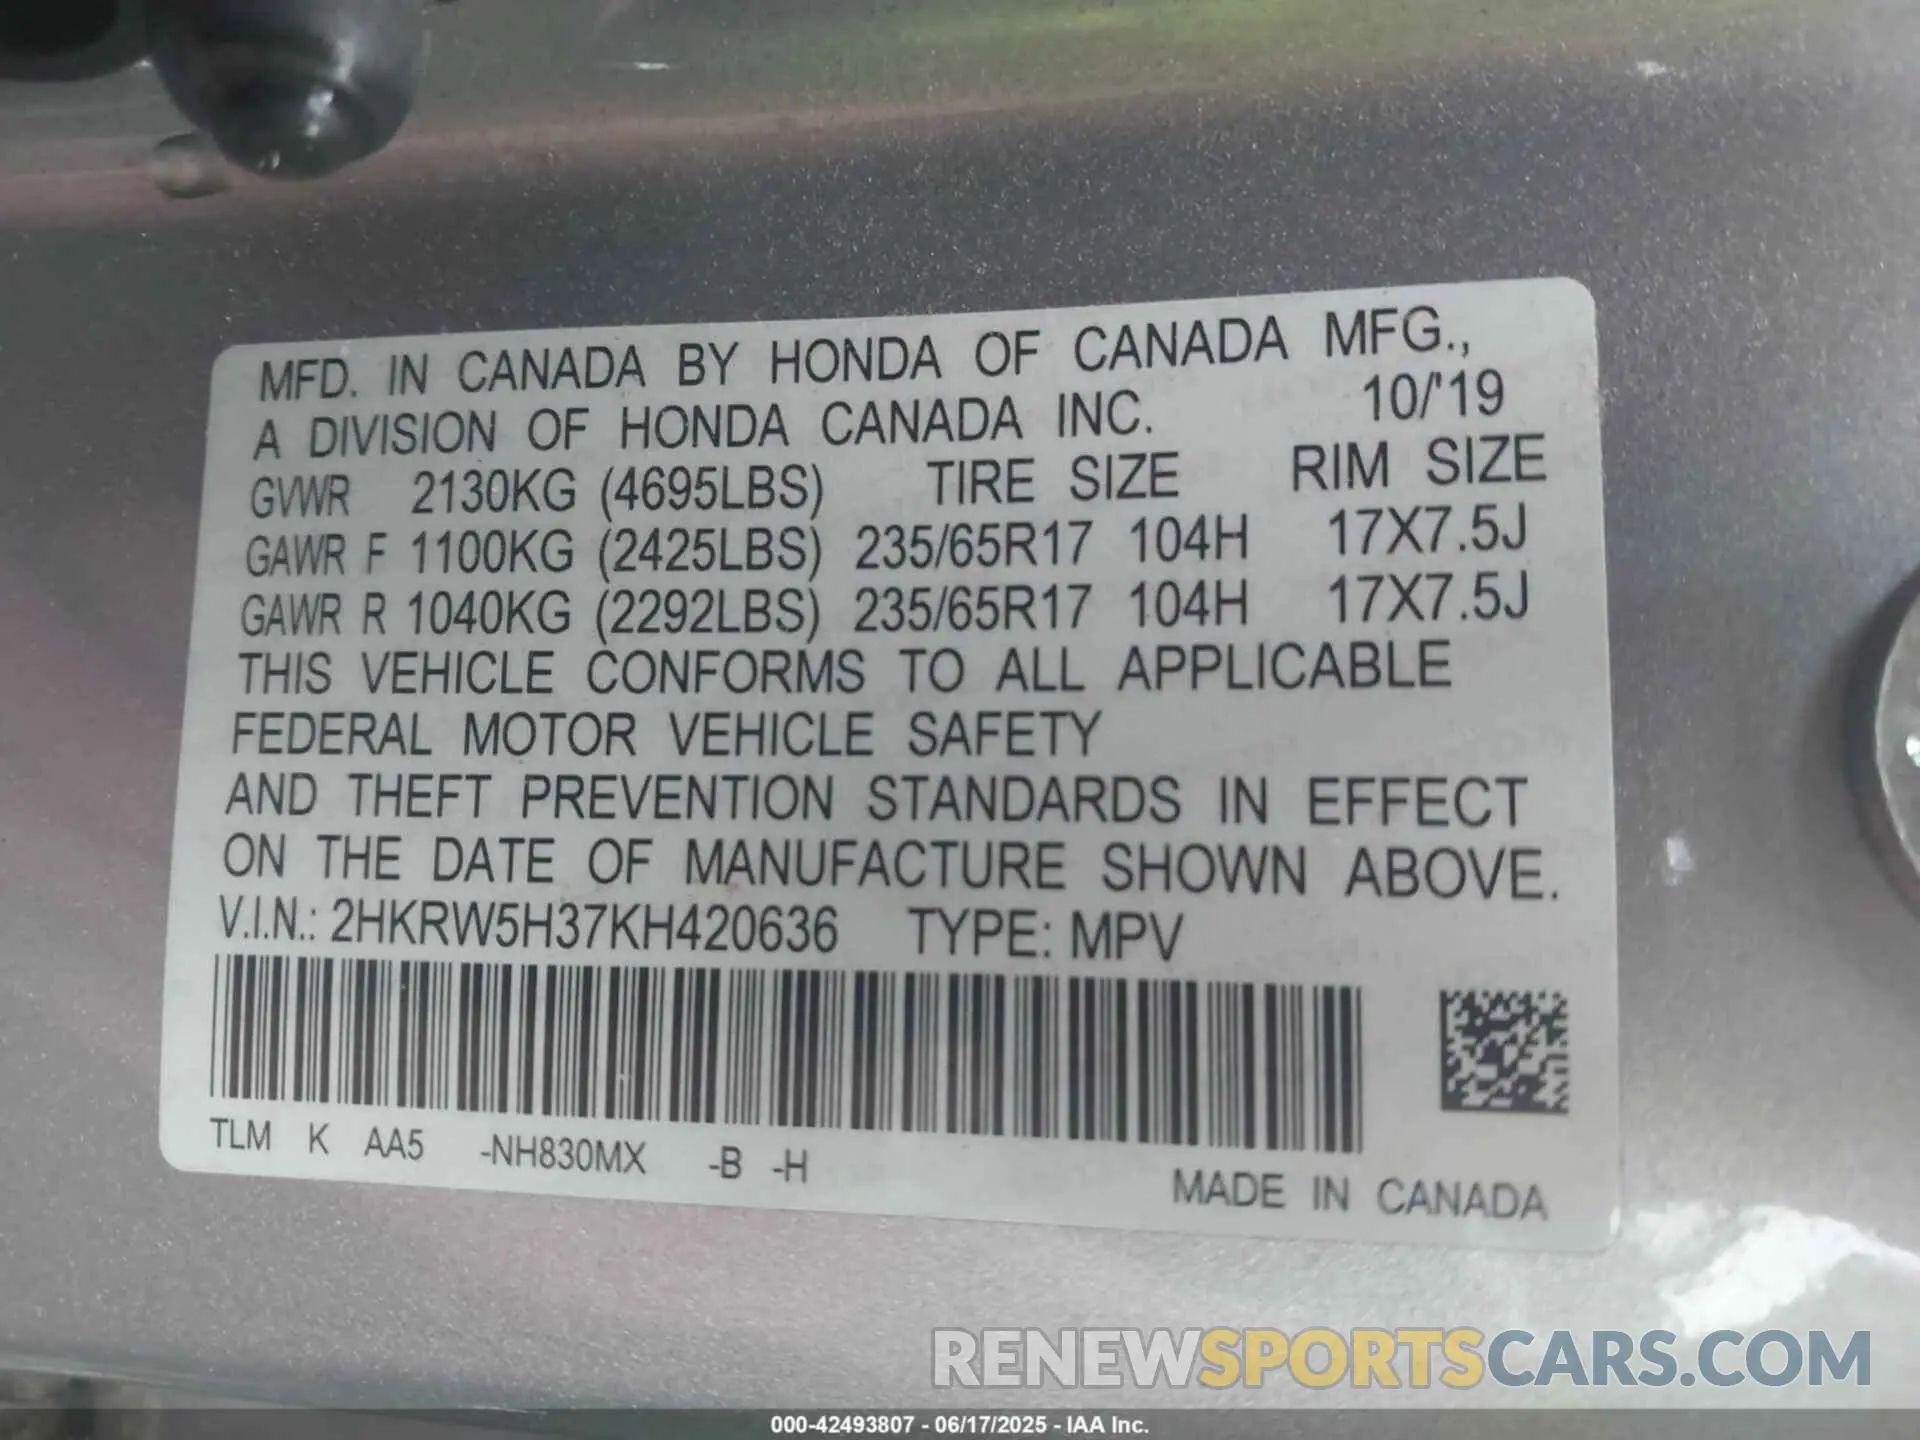 MFD. IN CANADA BY HONDA OF CANADA MFG.,
A DIVISION OF HONDA CANADA INC. 10/'19
GVWR 2130KG (4695LBS) TIRE SIZE RIM SIZE
GAWR F 1100KG (2425LBS) 235/65R17 104H 17X7.5J
GAWR R 1040KG (2292LBS) 235/65R17 104H 17X7.5J
THIS VEHICLE CONFORMS TO ALL APPLICABLE
FEDERAL MOTOR VEHICLE SAFETY
AND THEFT PREVENTION STANDARDS IN EFFECT
ON THE DATE OF MANUFACTURE SHOWN ABOVE.
V.I.N.: 2HKRW5H37KH420636 TYPE: MPV
TLM K AA5 -NH830MX -B -H
MADE IN CANADA
RENEWSPORTSCARS.COM
000-42493807 - 06/17/2025 - IAA Inc.